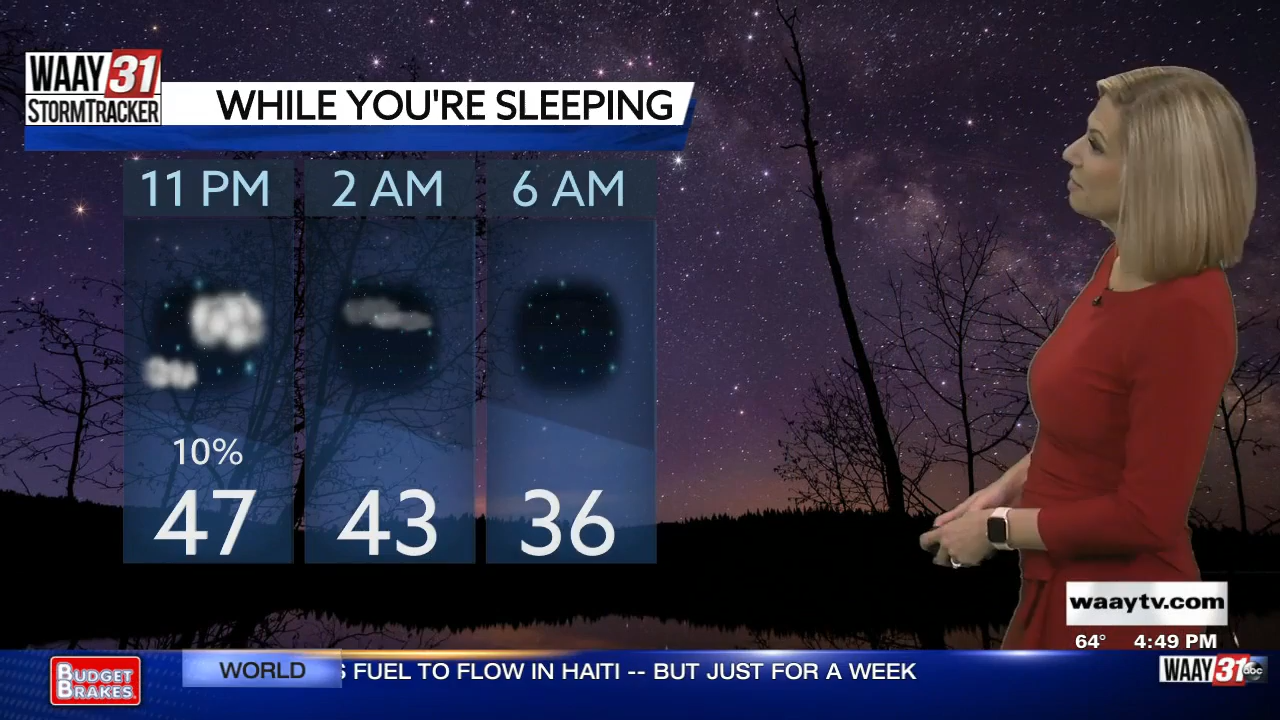 WAAY 31
STORMTRACKER
WHILE YOU'RE SLEEPING
11 PM
2 AM
6 AM
10%
47
43
36
waaytv.com
64° 4:49 PM
BUDGET
BRAKES
WORLD
S FUEL TO FLOW IN HAITI -- BUT JUST FOR A WEEK
WAAY 31 abc